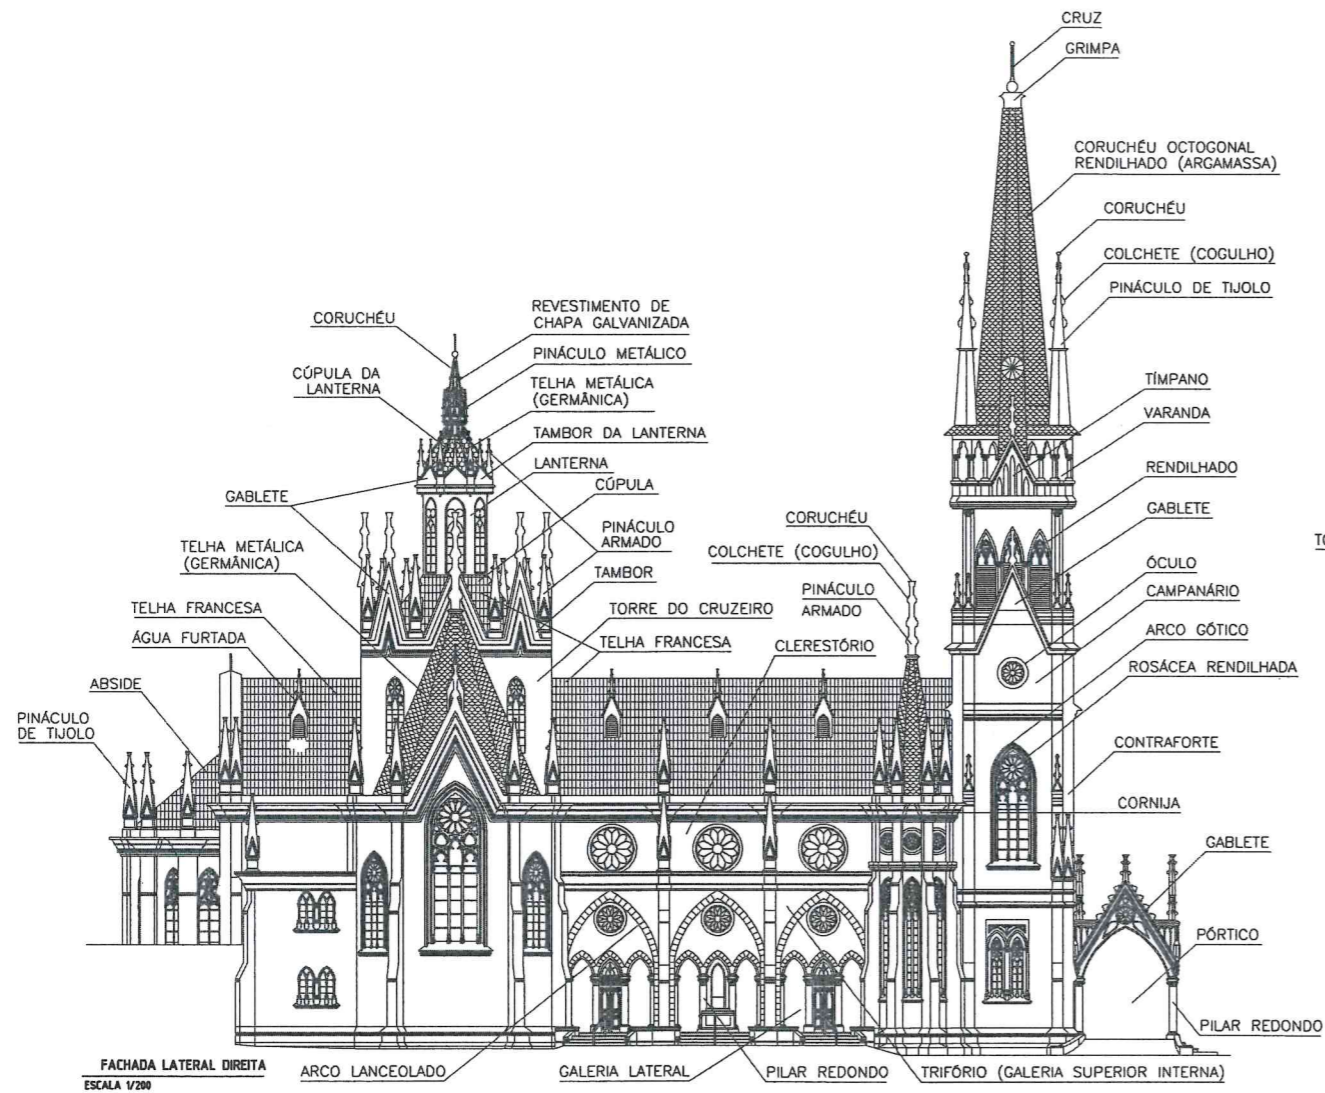 CRUZ
GRIMPA
CORUCHÉU OCTOGONAL
RENDILHADO (ARGAMASSA)
CORUCHÉU
COLCHETE (COGULHO)
PINÁCULO DE TIJOLO
TÍMPANO
VARANDA
RENDILHADO
GABLETE
ÓCULO
CAMPANÁRIO
ARCO GÓTICO
ROSÁCEA RENDILHADA
CONTRAFORTE
CORNIJA
GABLETE
PÓRTICO
PILAR REDONDO
CORUCHÉU
CÚPULA DA
LANTERNA
GABLETE
TELHA METÁLICA
(GERMÂNICA)
TELHA FRANCESA
ÁGUA FURTADA
ABSIDE
PINÁCULO
DE TIJOLO
REVESTIMENTO DE
CHAPA GALVANIZADA
PINÁCULO METÁLICO
TELHA METÁLICA
(GERMÂNICA)
TAMBOR DA LANTERNA
LANTERNA
CÚPULA
PINÁCULO
ARMADO
TAMBOR
TORRE DO CRUZEIRO
TELHA FRANCESA
CORUCHÉU
COLCHETE (COGULHO)
PINÁCULO
ARMADO
CLERESTÓRIO
FACHADA LATERAL DIREITA
ESCALA 1/200
ARCO LANCEOLADO
GALERIA LATERAL
PILAR REDONDO
TRIFÓRIO (GALERIA SUPERIOR INTERNA)